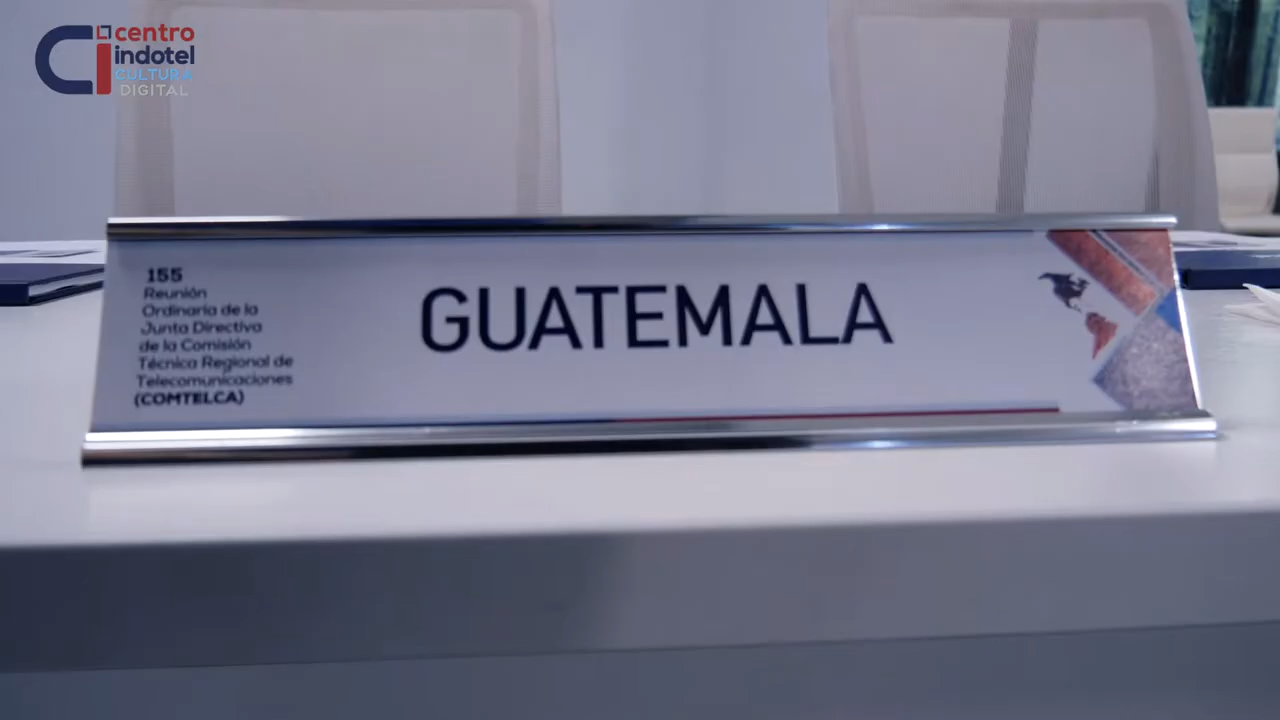 centro
indotel
CULTURA
DIGITAL
155
Reunión
Ordinaria de la
Junta Directiva
de la Comisión
Técnica Regional de
Telecomunicaciones
(COMTELCA)
GUATEMALA